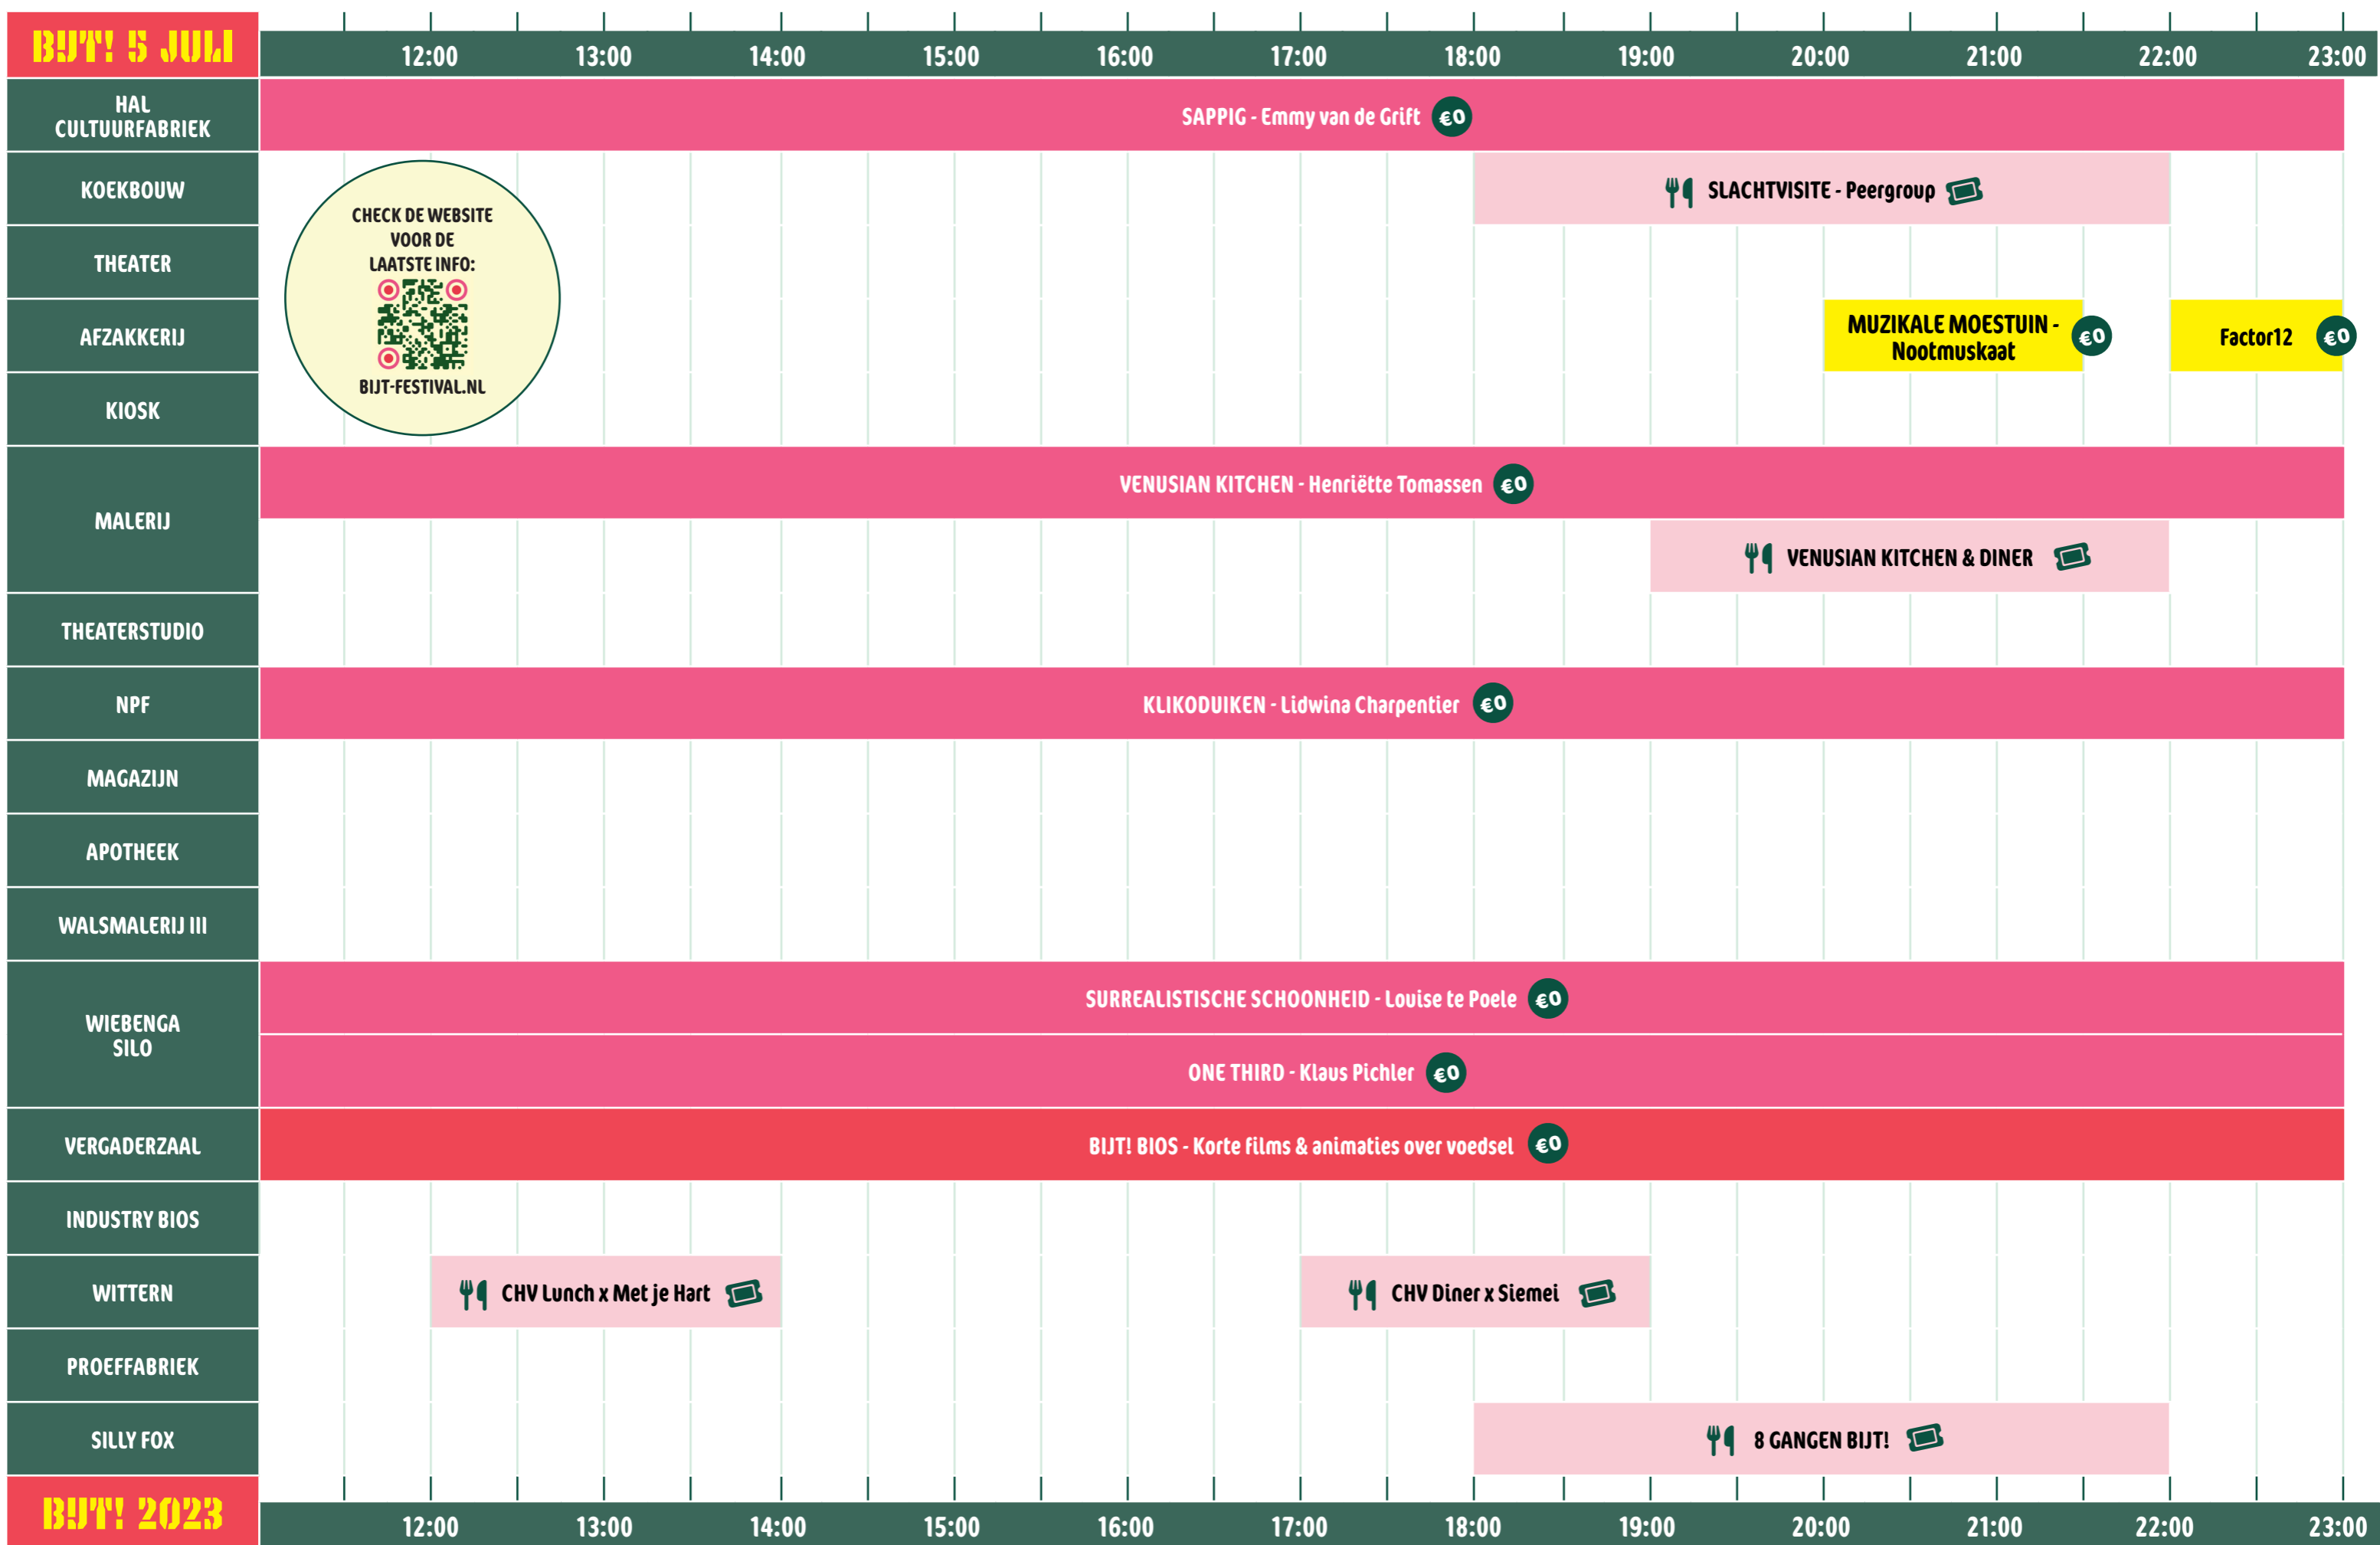 BIJT! 5 JULI
12:00 13:00 14:00 15:00 16:00 17:00 18:00 19:00 20:00 21:00 22:00 23:00
HAL
CULTUURFABRIEK
SAPPIG - Emmy van de Grift €0
KOEKBOUW
SLACHTVISITE - Peergroup
CHECK DE WEBSITE
VOOR DE
LAATSTE INFO:
BIJT-FESTIVAL.NL
THEATER
AFZAKKERIJ
MUZIKALE MOESTUIN -
Nootmuskaat
€0
Factor12 €0
KIOSK
MALERIJ
VENUSIAN KITCHEN - Henriëtte Tomassen €0
VENUSIAN KITCHEN & DINER
THEATERSTUDIO
NPF
KLIKODUIKEN - Lidwina Charpentier €0
MAGAZIJN
APOTHEEK
WALSMALERIJ III
WIEBENGA
SILO
SURREALISTISCHE SCHOONHEID - Louise te Poele €0
ONE THIRD - Klaus Pichler €0
VERGADERZAAL
BIJT! BIOS - Korte films & animaties over voedsel €0
INDUSTRY BIOS
WITTERN
CHV Lunch x Met je Hart
CHV Diner x Siemei
PROEFFABRIEK
SILLY FOX
8 GANGEN BIJT!
BIJT! 2023
12:00 13:00 14:00 15:00 16:00 17:00 18:00 19:00 20:00 21:00 22:00 23:00